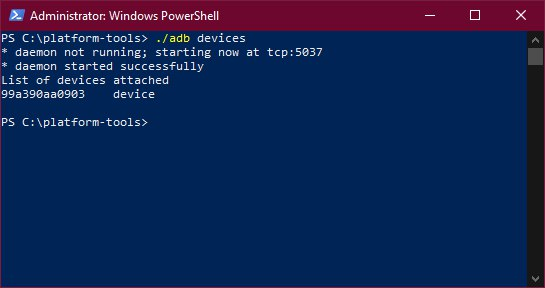 Administrator: Windows PowerShell
PS C:\platform-tools> ./adb devices
* daemon not running; starting now at tcp:5037
* daemon started successfully
List of devices attached
99a390aa0903    device
PS C:\platform-tools>